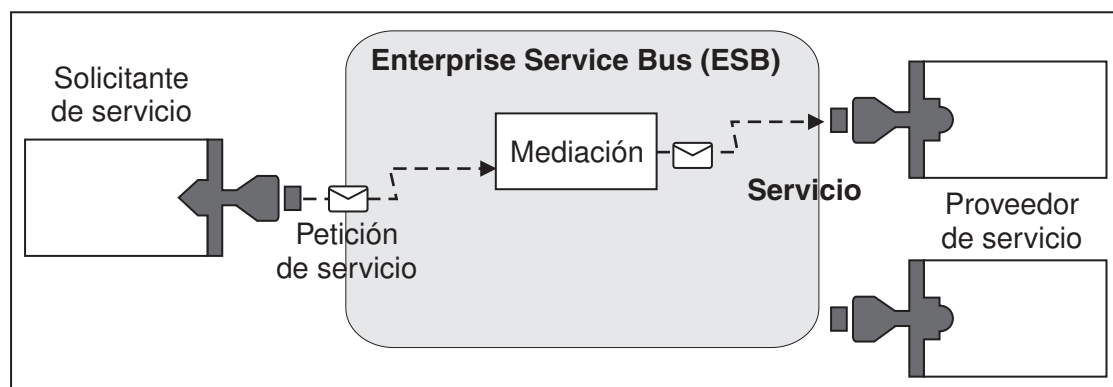 Enterprise Service Bus (ESB)
Solicitante
de servicio
Mediación
Servicio
Petición
de servicio
Proveedor
de servicio